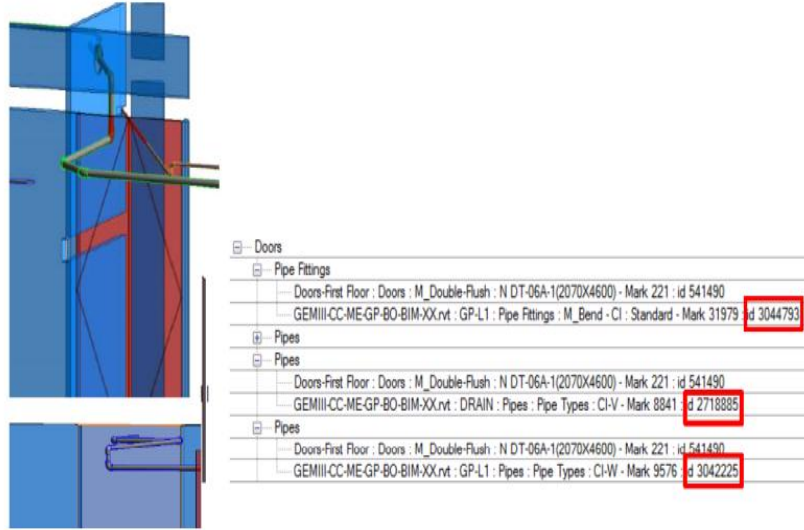 Doors
Pipe Fittings
Doors-First Floor : Doors : M_Double-Flush : N DT-06A-1(2070X4600) - Mark 221 : id 541490
GEMIII-CC-ME-GP-BO-BIM-XX.rvt : GP-L1 : Pipe Fittings : M_Bend - CI : Standard - Mark 31979 : id 3044793
Pipes
Pipes
Doors-First Floor : Doors : M_Double-Flush : N DT-06A-1(2070X4600) - Mark 221 : id 541490
GEMIII-CC-ME-GP-BO-BIM-XX.rvt : DRAIN : Pipes : Pipe Types : CI-V - Mark 8841 : id 2718885
Pipes
Doors-First Floor : Doors : M_Double-Flush : N DT-06A-1(2070X4600) - Mark 221 : id 541490
GEMIII-CC-ME-GP-BO-BIM-XX.rvt : GP-L1 : Pipes : Pipe Types : CI-W - Mark 9576 : id 3042225